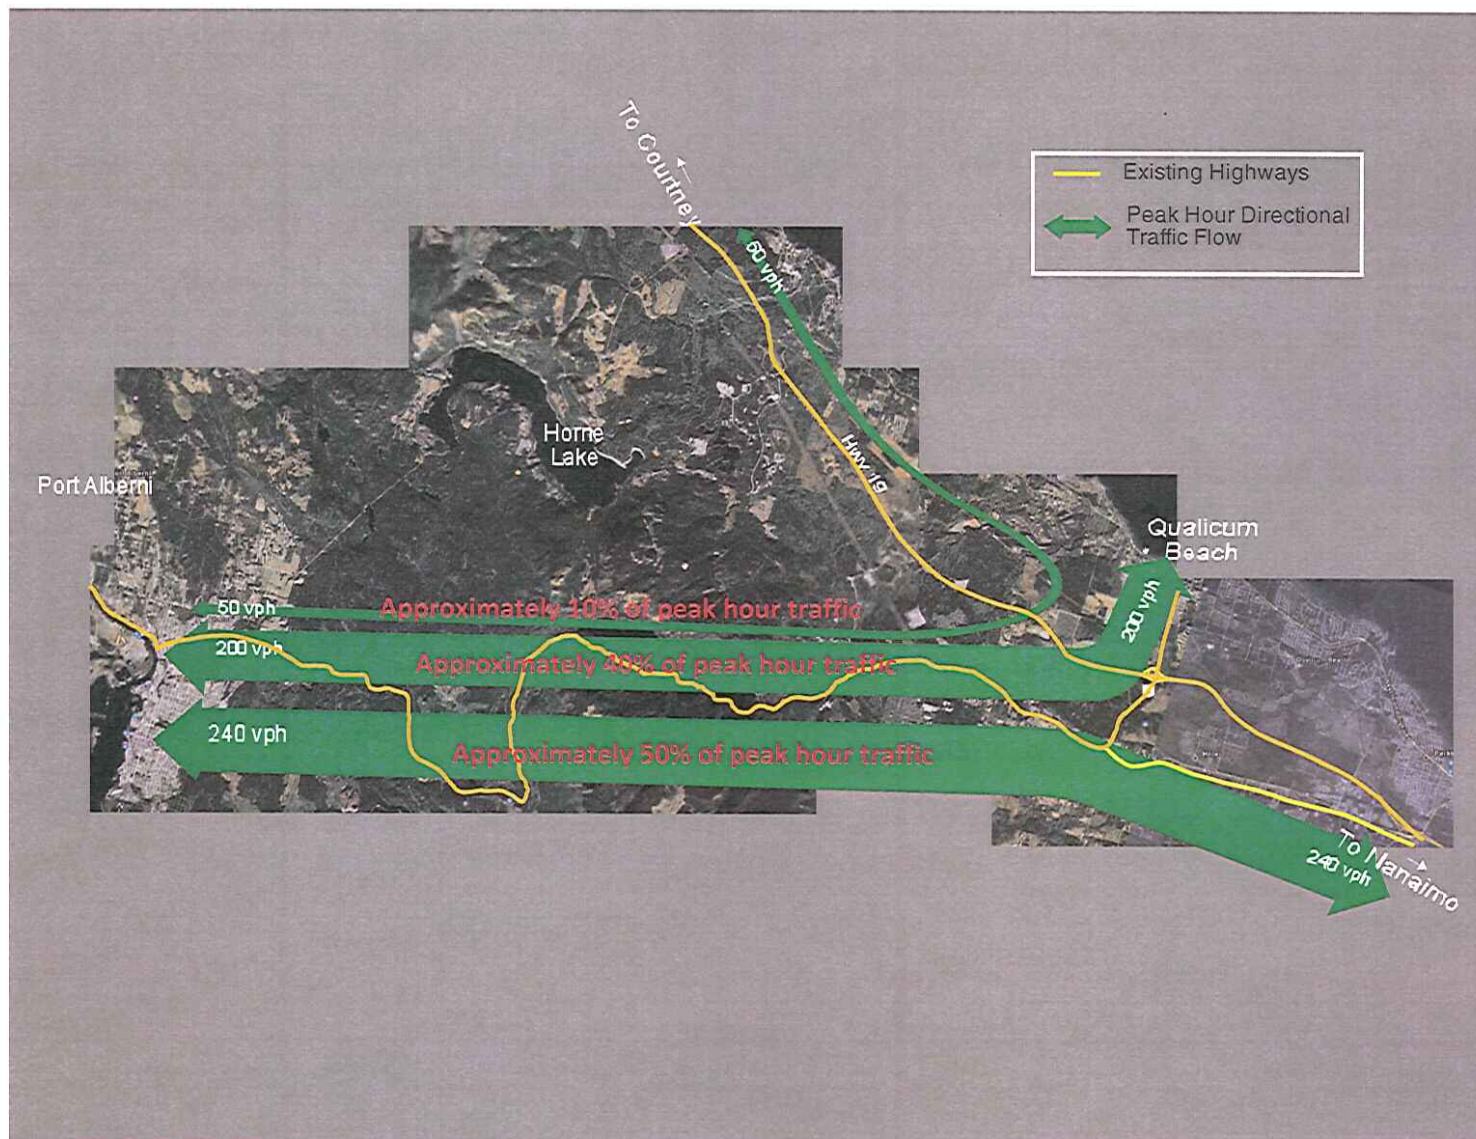 To Courtney
Existing Highways
Peak Hour Directional
Traffic Flow
60 vph
Horne
Lake
Hwy 19
Port Alberni
Qualicum
Beach
50 vph
Approximately 10% of peak hour traffic
200 vph
200 vph
Approximately 40% of peak hour traffic
240 vph
Approximately 50% of peak hour traffic
To Nanaimo
240 vph